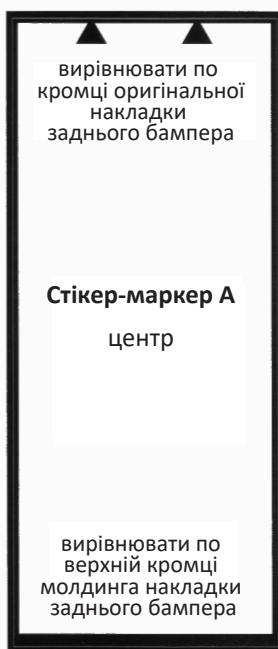 вирівнювати по
кромці оригінальної
накладки
заднього бампера
Стікер-маркер А
центр
вирівнювати по
верхній кромці
молдинга накладки
заднього бампера